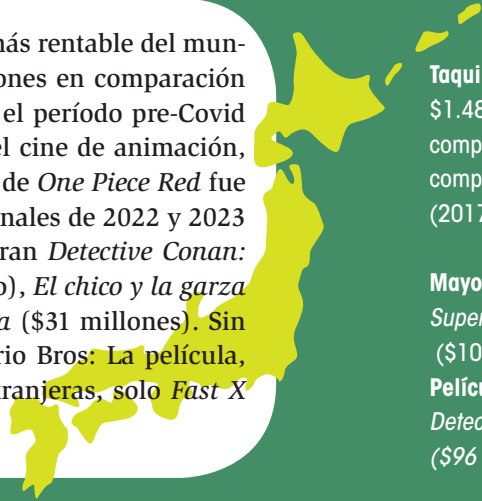 más rentable del mun-
ones en comparación
el período pre-Covid
el cine de animación,
de One Piece Red fue
nales de 2022 y 2023
ran Detective Conan:
o), El chico y la garza
a ($31 millones). Sin
rio Bros: La película,
tranjeras, solo Fast X
Taqui
$1.48
comp
comp
(2017
Mayo
Super
($10
Pelícu
Detec
($96